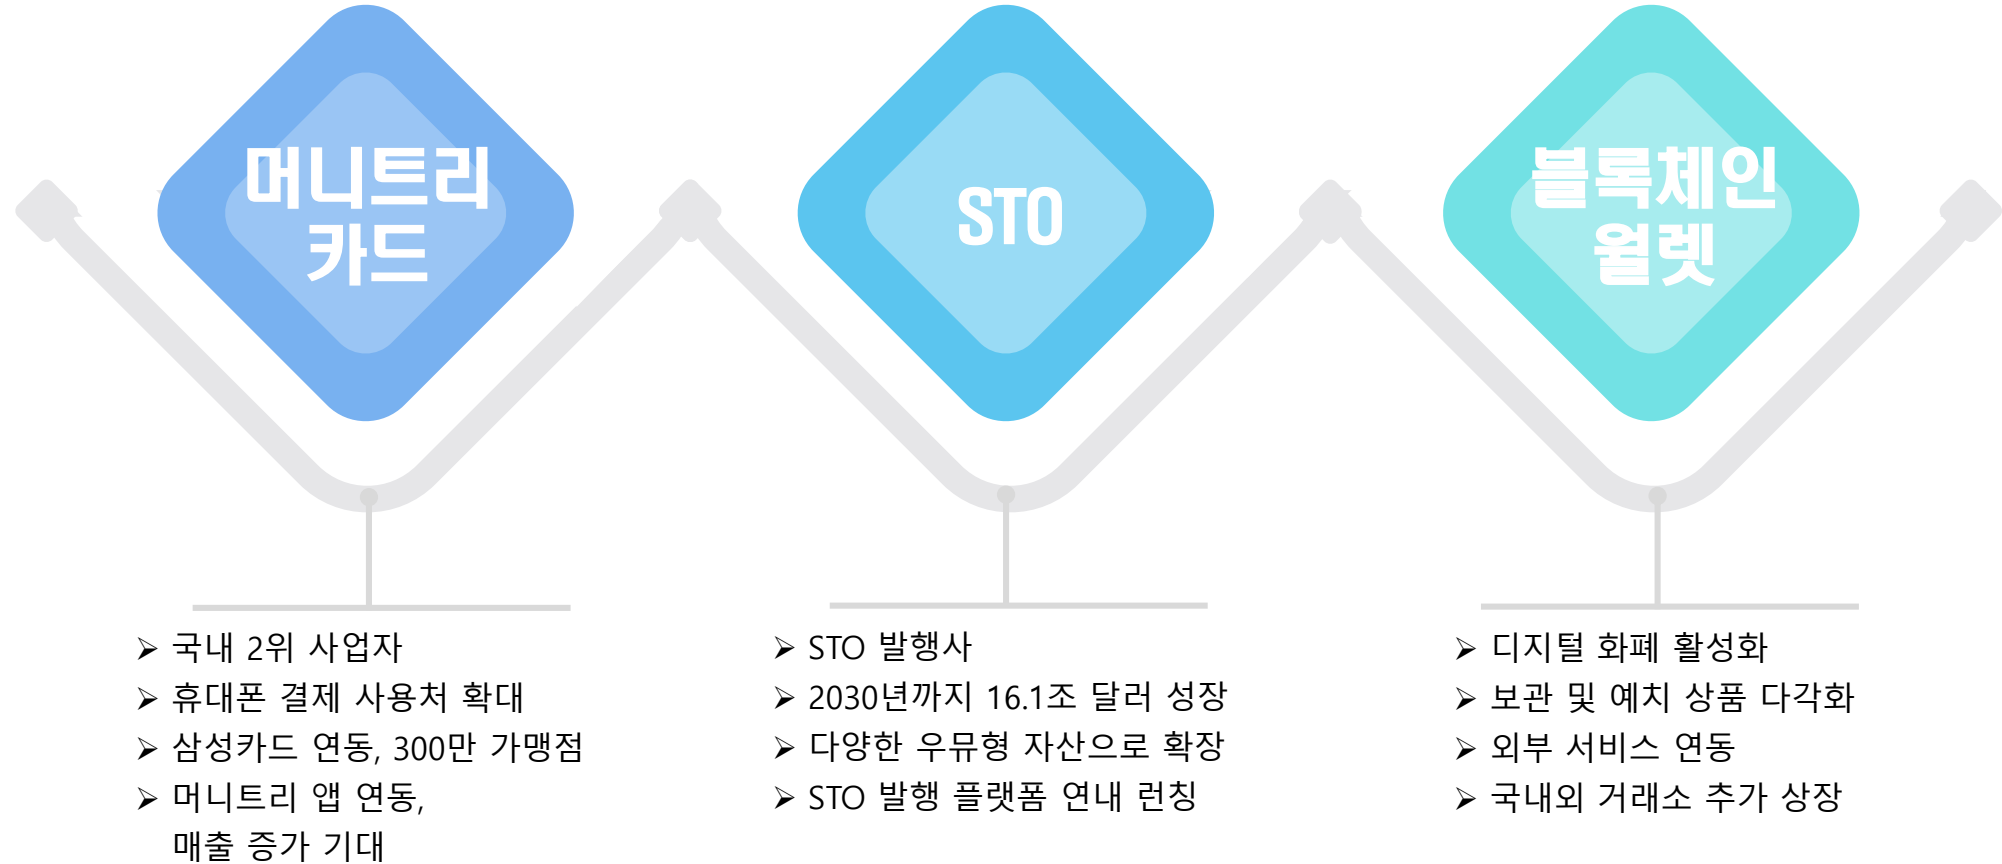 머니트리
카드
국내 2위 사업자
휴대폰 결제 사용처 확대
삼성카드 연동, 300만 가맹점
머니트리 앱 연동,
매출 증가 기대
STO
STO 발행사
2030년까지 16.1조 달러 성장
다양한 우뮤형 자산으로 확장
STO 발행 플랫폼 연내 런칭
블록체인
월렛
디지털 화폐 활성화
보관 및 예치 상품 다각화
외부 서비스 연동
국내외 거래소 추가 상장